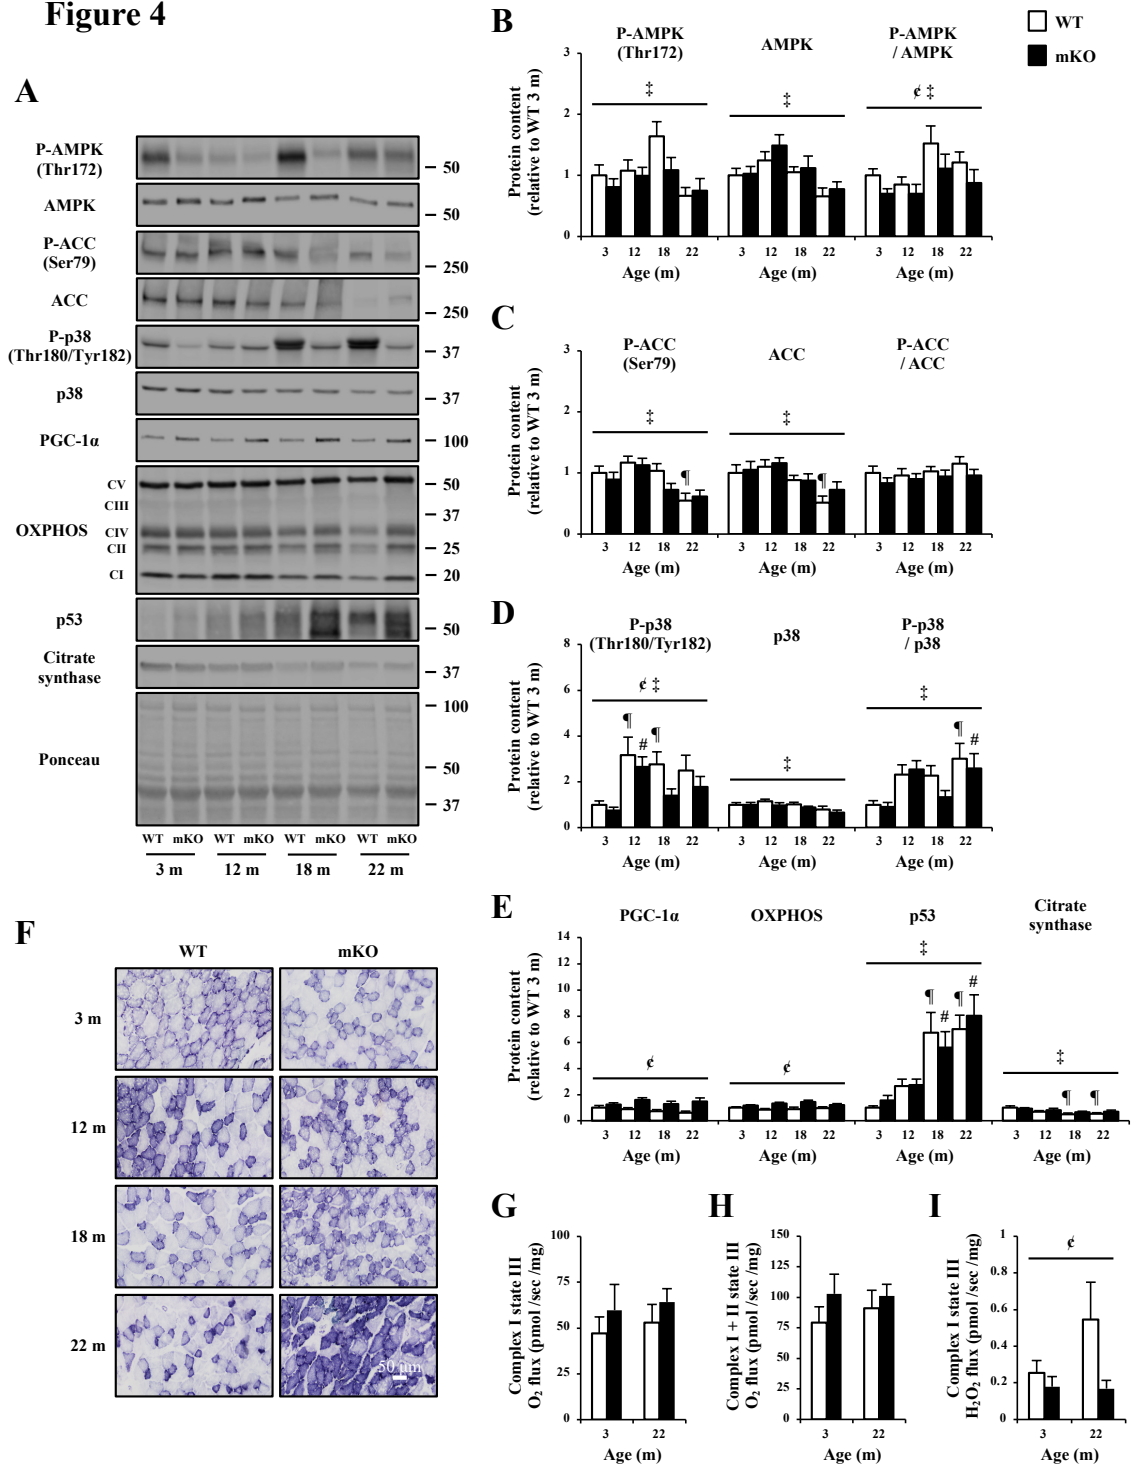 Figure 4
A
P-AMPK
(Thr172)
50
AMPK
50
P-ACC
(Ser79)
250
ACC
250
P-p38
(Thr180/Tyr182)
37
p38
37
PGC-1α
100
OXPHOS
CV
CIII
CIV
CII
CI
50
37
25
20
p53
50
Citrate
synthase
37
Ponceau
100
50
37
WT mKO WT mKO WT mKO WT mKO
3 m 12 m 18 m 22 m
B
WT
mKO
P-AMPK
(Thr172)
AMPK
P-AMPK
/ AMPK
Protein content
(relative to WT 3 m)
3
2
1
0
‡
‡
¢ ‡
3 12 18 22 3 12 18 22 3 12 18 22
Age (m) Age (m) Age (m)
C
P-ACC
(Ser79)
ACC
P-ACC
/ ACC
Protein content
(relative to WT 3 m)
3
2
1
0
‡
‡
¶
¶
3 12 18 22 3 12 18 22 3 12 18 22
Age (m) Age (m) Age (m)
D
P-p38
(Thr180/Tyr182)
p38
P-p38
/ p38
Protein content
(relative to WT 3 m)
8
6
4
2
0
¢ ‡
‡
‡
¶ # ¶
¶ #
3 12 18 22 3 12 18 22 3 12 18 22
Age (m) Age (m) Age (m)
E
PGC-1α
OXPHOS
p53
Citrate
synthase
Protein content
(relative to WT 3 m)
14
12
10
8
6
4
2
0
¢
¢
‡
‡
¶ # ¶ #
¶ ¶
3 12 18 22 3 12 18 22 3 12 18 22 3 12 18 22
Age (m) Age (m) Age (m) Age (m)
F
WT mKO
3 m
12 m
18 m
22 m
50 μm
G
Complex I state III
O₂ flux (pmol /sec /mg)
100
75
50
25
0
3 22
Age (m)
H
Complex I + II state III
O₂ flux (pmol /sec /mg)
150
125
100
75
50
25
0
3 22
Age (m)
I
Complex I state III
H₂O₂ flux (pmol /sec /mg)
1
0.8
0.6
0.4
0.2
0
¢
3 22
Age (m)